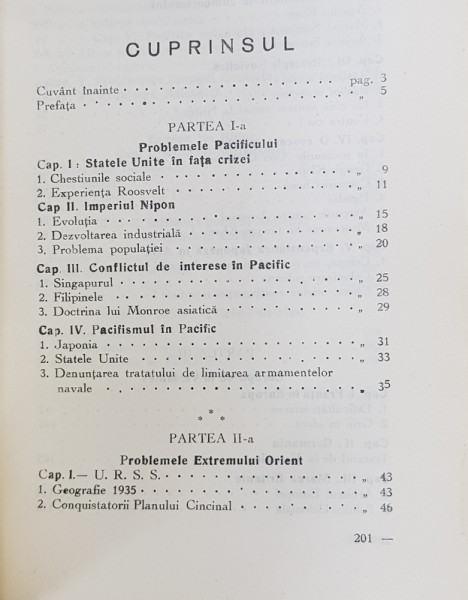 CUPRINSUL
Cuvânt Inainte . . . . . . . . . . . . . . . . pag. 3
Prefața . . . . . . . . . . . . . . . . . . „ 5
PARTEA I-a
Problemele Pacificului
Cap. I : Statele Unite în fața crizei
1. Chestiunile sociale . . . . . . . . . . . . . „ 9
2. Experiența Roosvelt . . . . . . . . . . . . . „ 11
Cap II. Imperiul Nipon
1. Evoluția . . . . . . . . . . . . . . . . . „ 15
2. Dezvoltarea industrială . . . . . . . . . . . „ 18
3. Problema populației . . . . . . . . . . . . . „ 20
Cap. III. Conflictul de interese în Pacific
1. Singapurul . . . . . . . . . . . . . . . . „ 25
2. Filipinele . . . . . . . . . . . . . . . . . „ 28
3. Doctrina lui Monroe asiatică . . . . . . . . . „ 29
Cap. IV. Pacifismul în Pacific
1. Japonia . . . . . . . . . . . . . . . . . „ 31
2. Statele Unite . . . . . . . . . . . . . . . „ 33
3. Denunțarea tratatului de limitarea armamentelor
navale . . . . . . . . . . . . . . . . . . „ 35
* * *
PARTEA II-a
Problemele Extremului Orient
Cap. I.— U. R. S. S. . . . . . . . . . . . . . „ 43
1. Geografie 1935 . . . . . . . . . . . . . . . „ 43
2. Conquistatorii Planului Cincinal . . . . . . . . „ 46
201 —